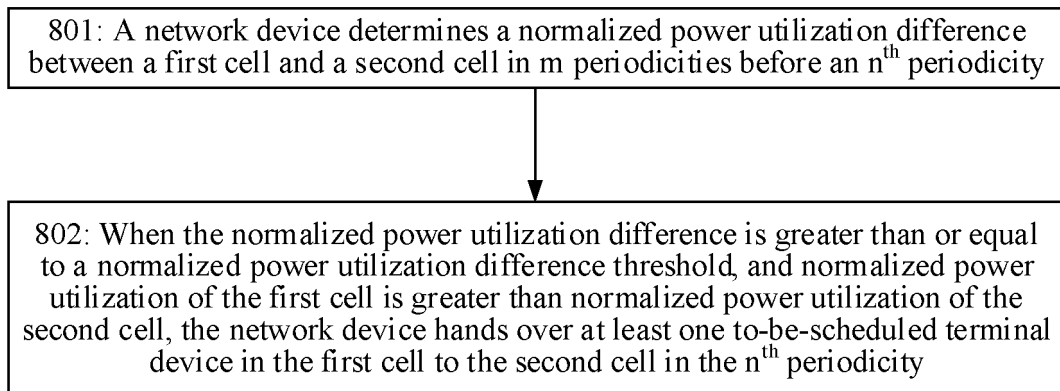 801: A network device determines a normalized power utilization difference
between a first cell and a second cell in m periodicities before an nth periodicity
802: When the normalized power utilization difference is greater than or equal
to a normalized power utilization difference threshold, and normalized power
utilization of the first cell is greater than normalized power utilization of the
second cell, the network device hands over at least one to-be-scheduled terminal
device in the first cell to the second cell in the nth periodicity